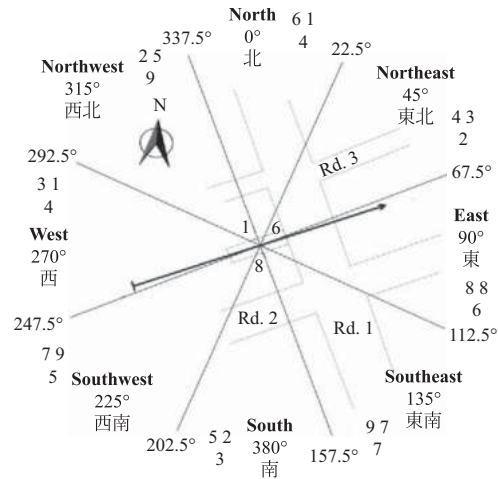 North
0°
北
6 1
4
337.5°
22.5°
2 5
9
Northwest
315°
西北
N
Northeast
45°
東北
4 3
2
Rd. 3
292.5°
67.5°
3 1
4
West
270°
西
1 6
8
East
90°
東
8 8
6
247.5°
Rd. 2
Rd. 1
112.5°
7 9
5
Southwest
225°
西南
Southeast
135°
東南
202.5°
5 2
3
South
380°
南
157.5°
9 7
7